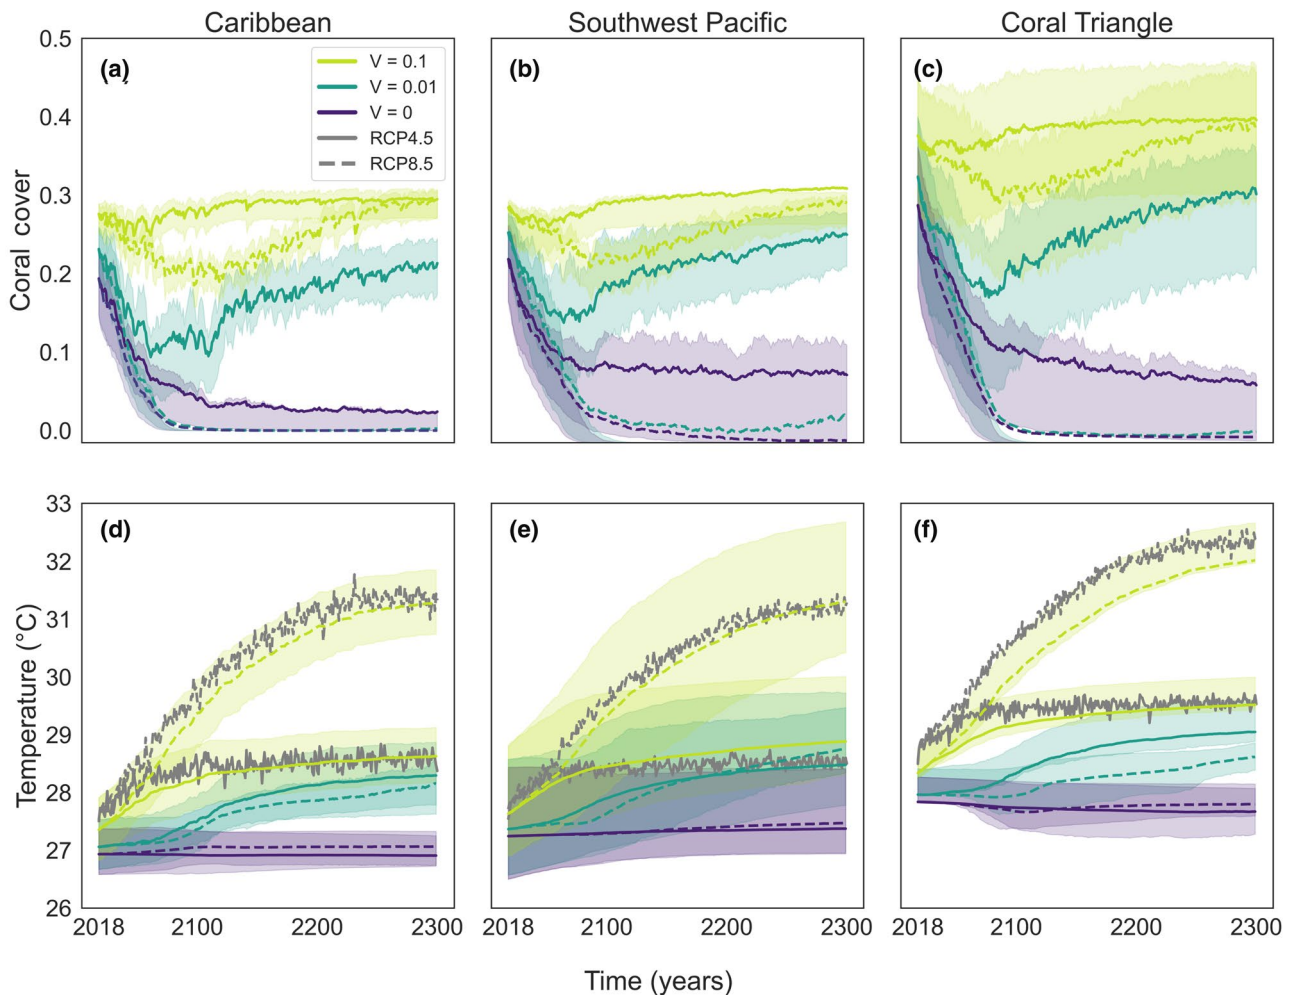 Caribbean
Southwest Pacific
Coral Triangle
Coral cover
0.5
0.4
0.3
0.2
0.1
0.0
(a)
V = 0.1
V = 0.01
V = 0
RCP4.5
RCP8.5
(b)
(c)
Temperature (°C)
33
32
31
30
29
28
27
26
(d)
(e)
(f)
2018 2100 2200 2300
2018 2100 2200 2300
2018 2100 2200 2300
Time (years)